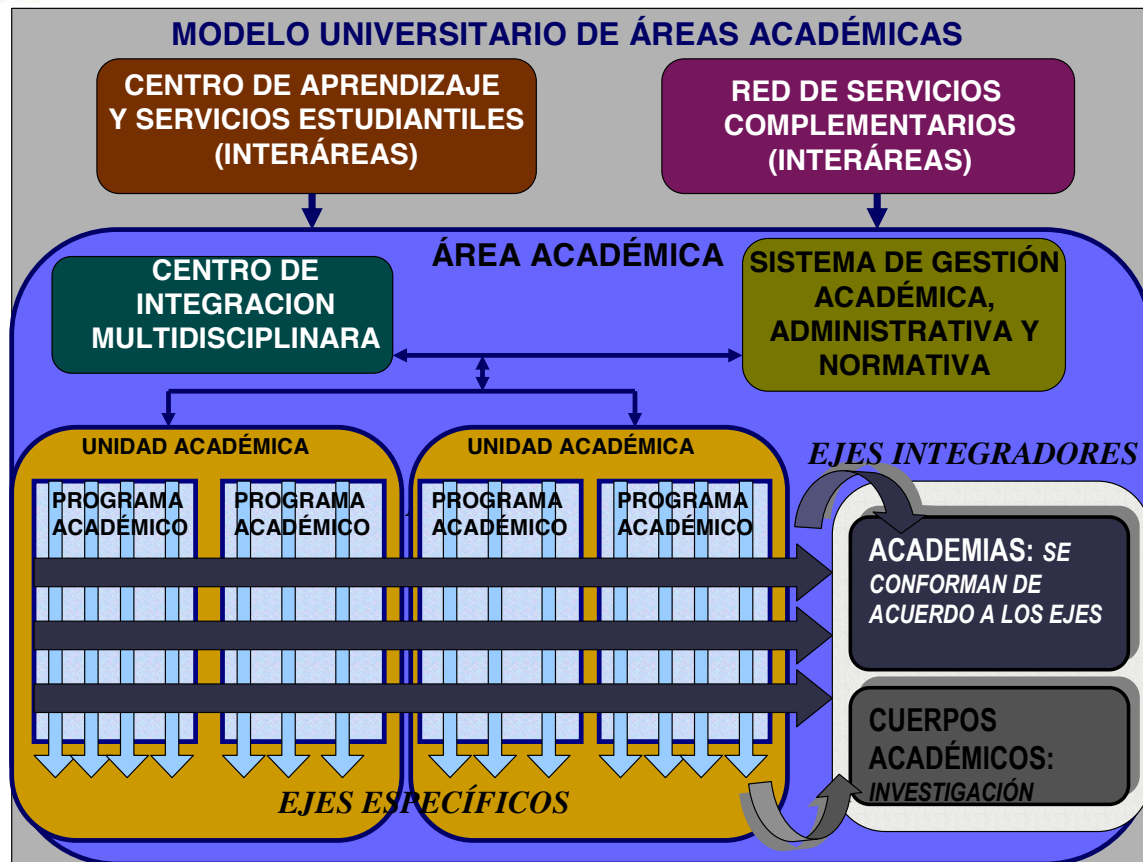 MODELO UNIVERSITARIO DE ÁREAS ACADÉMICAS
CENTRO DE APRENDIZAJE
Y SERVICIOS ESTUDIANTILES
(INTERÁREAS)
RED DE SERVICIOS
COMPLEMENTARIOS
(INTERÁREAS)
ÁREA ACADÉMICA
CENTRO DE
INTEGRACION
MULTIDISCIPLINARA
SISTEMA DE GESTIÓN
ACADÉMICA,
ADMINISTRATIVA Y
NORMATIVA
UNIDAD ACADÉMICA
UNIDAD ACADÉMICA
EJES INTEGRADORES
PROGRAMA
ACADÉMICO
PROGRAMA
ACADÉMICO
PROGRAMA
ACADÉMICO
PROGRAMA
ACADÉMICO
ACADEMIAS: SE
CONFORMAN DE
ACUERDO A LOS EJES
CUERPOS
ACADÉMICOS:
INVESTIGACIÓN
EJES ESPECÍFICOS